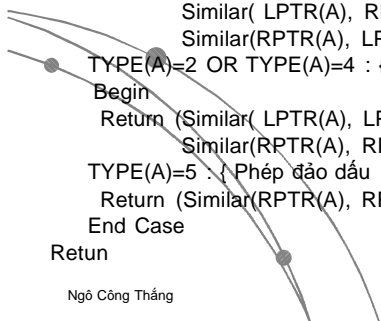 Similar( LPTR(A), R
Similar(RPTR(A), L
TYPE(A)=2 OR TYPE(A)=4 : {
Begin
Return (Similar( LPTR(A), LP
Similar(RPTR(A), R
TYPE(A)=5 : { Phép đảo dấu
Return (Similar(RPTR(A), R
End Case
Retun
Ngô Công Thắng